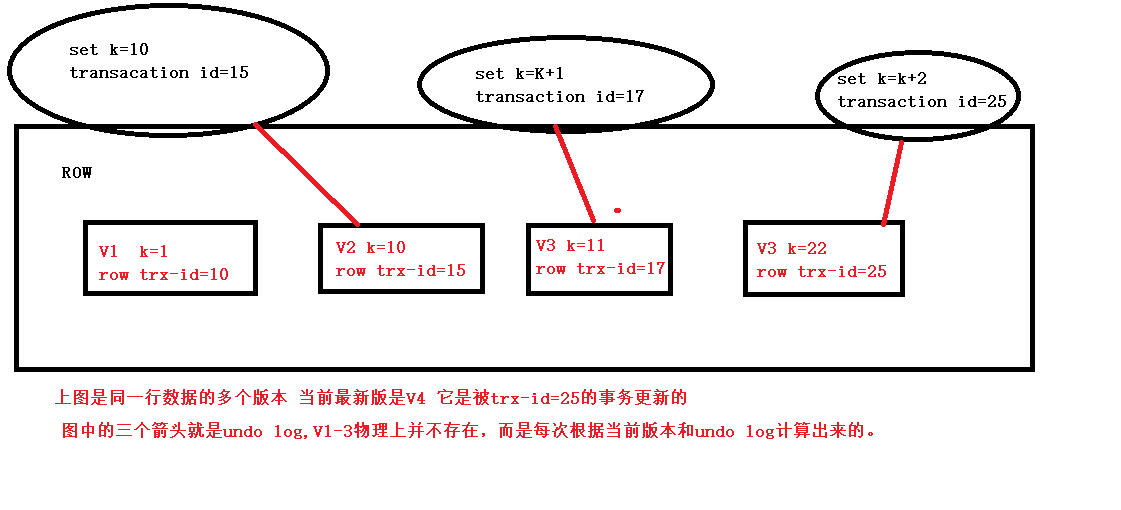 set k=10
transacation id=15
set k=K+1
transaction id=17
set k=k+2
transaction id=25
ROW
V1 k=1
row trx-id=10
V2 k=10
row trx-id=15
V3 k=11
row trx-id=17
V3 k=22
row trx-id=25
上图是同一行数据的多个版本 当前最新版是V4 它是被trx-id=25的事务更新的
图中的三个箭头就是undo log,V1-3物理上并不存在，而是每次根据当前版本和undo log计算出来的。